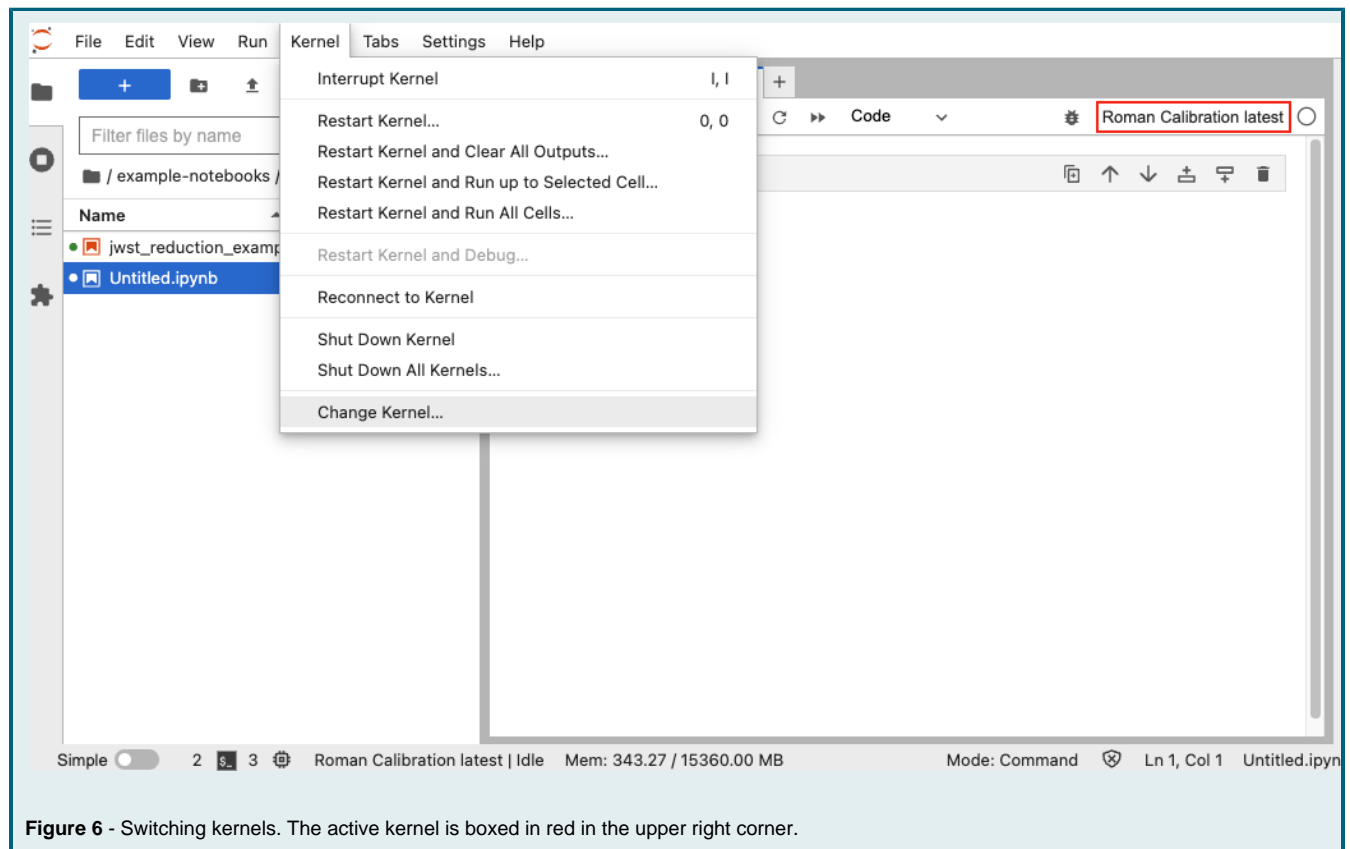 File Edit View Run Kernel Tabs Settings Help
Interrupt Kernel I, I
Restart Kernel... 0, 0
Restart Kernel and Clear All Outputs...
Restart Kernel and Run up to Selected Cell...
Restart Kernel and Run All Cells...
Restart Kernel and Debug...
Reconnect to Kernel
Shut Down Kernel
Shut Down All Kernels...
Change Kernel...
+
Filter files by name
/ example-notebooks /
Name
jwst_reduction_examp
Untitled.ipynb
+
Code
Roman Calibration latest
Simple 2 $_ 3 Roman Calibration latest | Idle Mem: 343.27 / 15360.00 MB Mode: Command Ln 1, Col 1 Untitled.ipyn
Figure 6 - Switching kernels. The active kernel is boxed in red in the upper right corner.